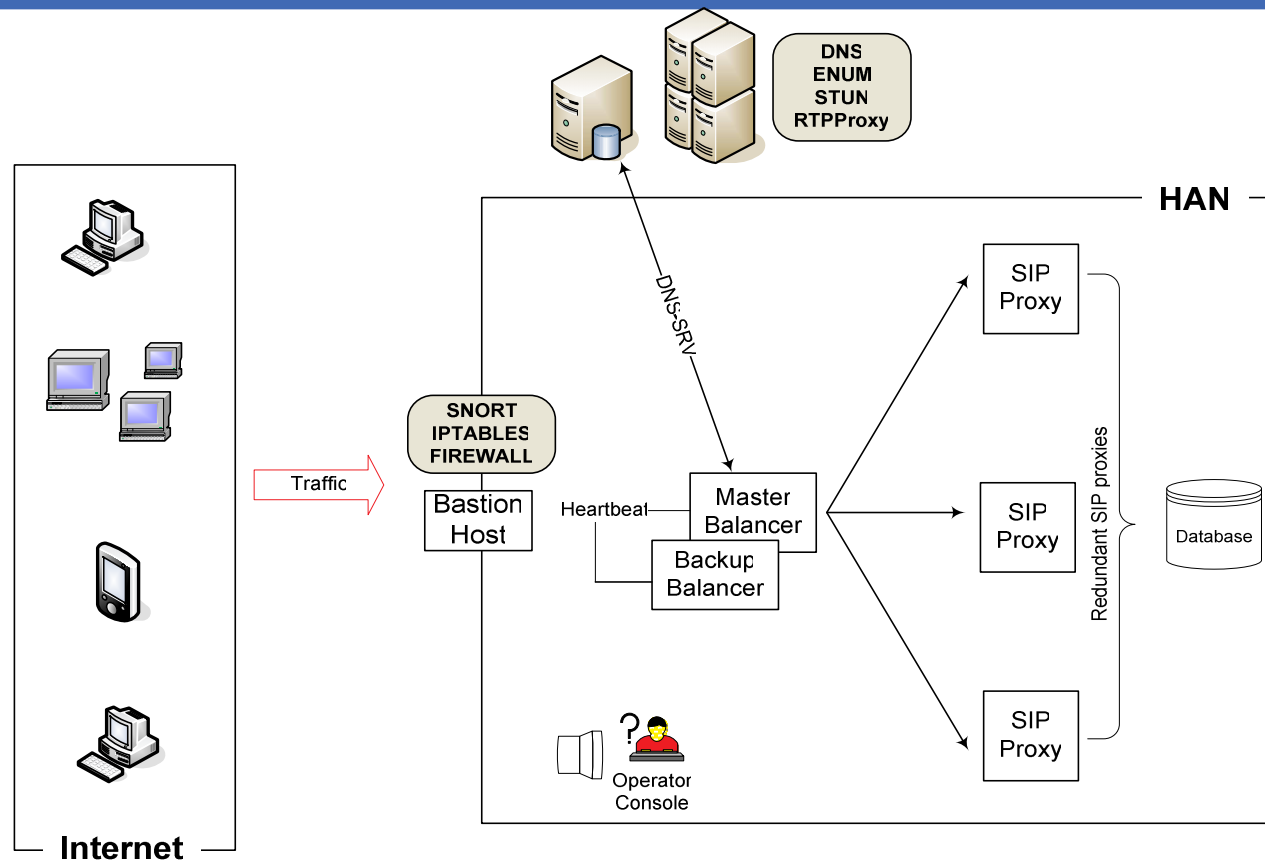 DNS
ENUM
STUN
RTPProxy
HAN
SIP
Proxy
DNS-SRV
SNORT
IPTABLES
FIREWALL
Traffic
Bastion
Host
Heartbeat
Master
Balancer
Backup
Balancer
SIP
Proxy
Redundant SIP proxies
Database
SIP
Proxy
?
Operator
Console
Internet